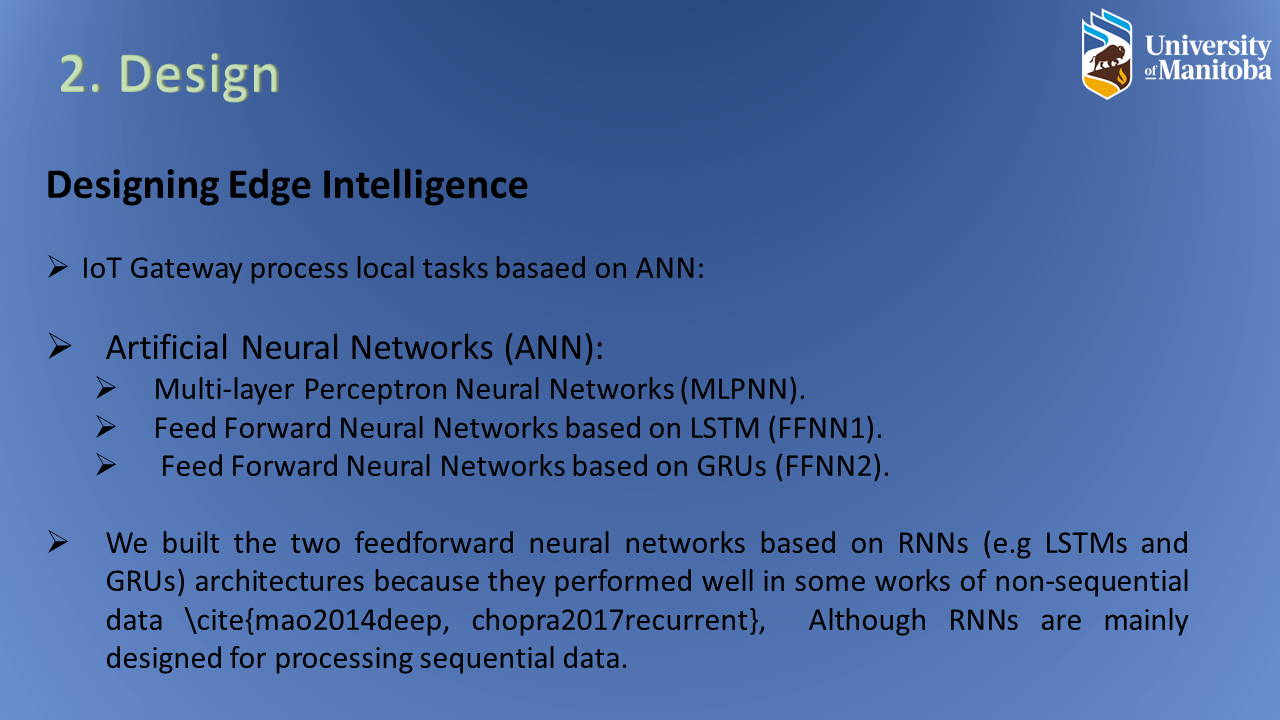 2. Design
University
of Manitoba
Designing Edge Intelligence
➢ IoT Gateway process local tasks basaed on ANN:
➢ Artificial Neural Networks (ANN):
➢ Multi-layer Perceptron Neural Networks (MLPNN).
➢ Feed Forward Neural Networks based on LSTM (FFNN1).
➢ Feed Forward Neural Networks based on GRUs (FFNN2).
➢ We built the two feedforward neural networks based on RNNs (e.g LSTMs and
GRUs) architectures because they performed well in some works of non-sequential
data \cite{mao2014deep, chopra2017recurrent}, Although RNNs are mainly
designed for processing sequential data.